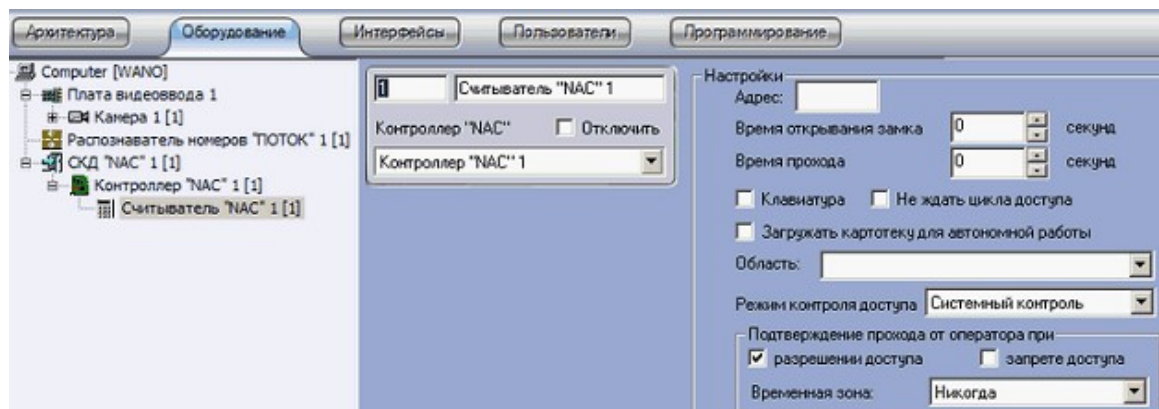 Архитектура Оборудование Интерфейсы Пользователи Программирование
Computer [WANO]
Плата видеоввода 1
Камера 1 [1]
Распознаватель номеров "ПОТОК" 1 [1]
СКД "NAC" 1 [1]
Контроллер "NAC" 1 [1]
Считыватель "NAC" 1 [1]
1 Считыватель "NAC" 1
Контроллер "NAC" Отключить
Контроллер "NAC" 1
Настройки
Адрес:
Время открывания замка 0 секунд
Время прохода 0 секунд
Клавиатура Не ждать цикла доступа
Загружать картотеку для автономной работы
Область:
Режим контроля доступа Системный контроль
Подтверждение прохода от оператора при
разрешении доступа запрете доступа
Временная зона: Никогда